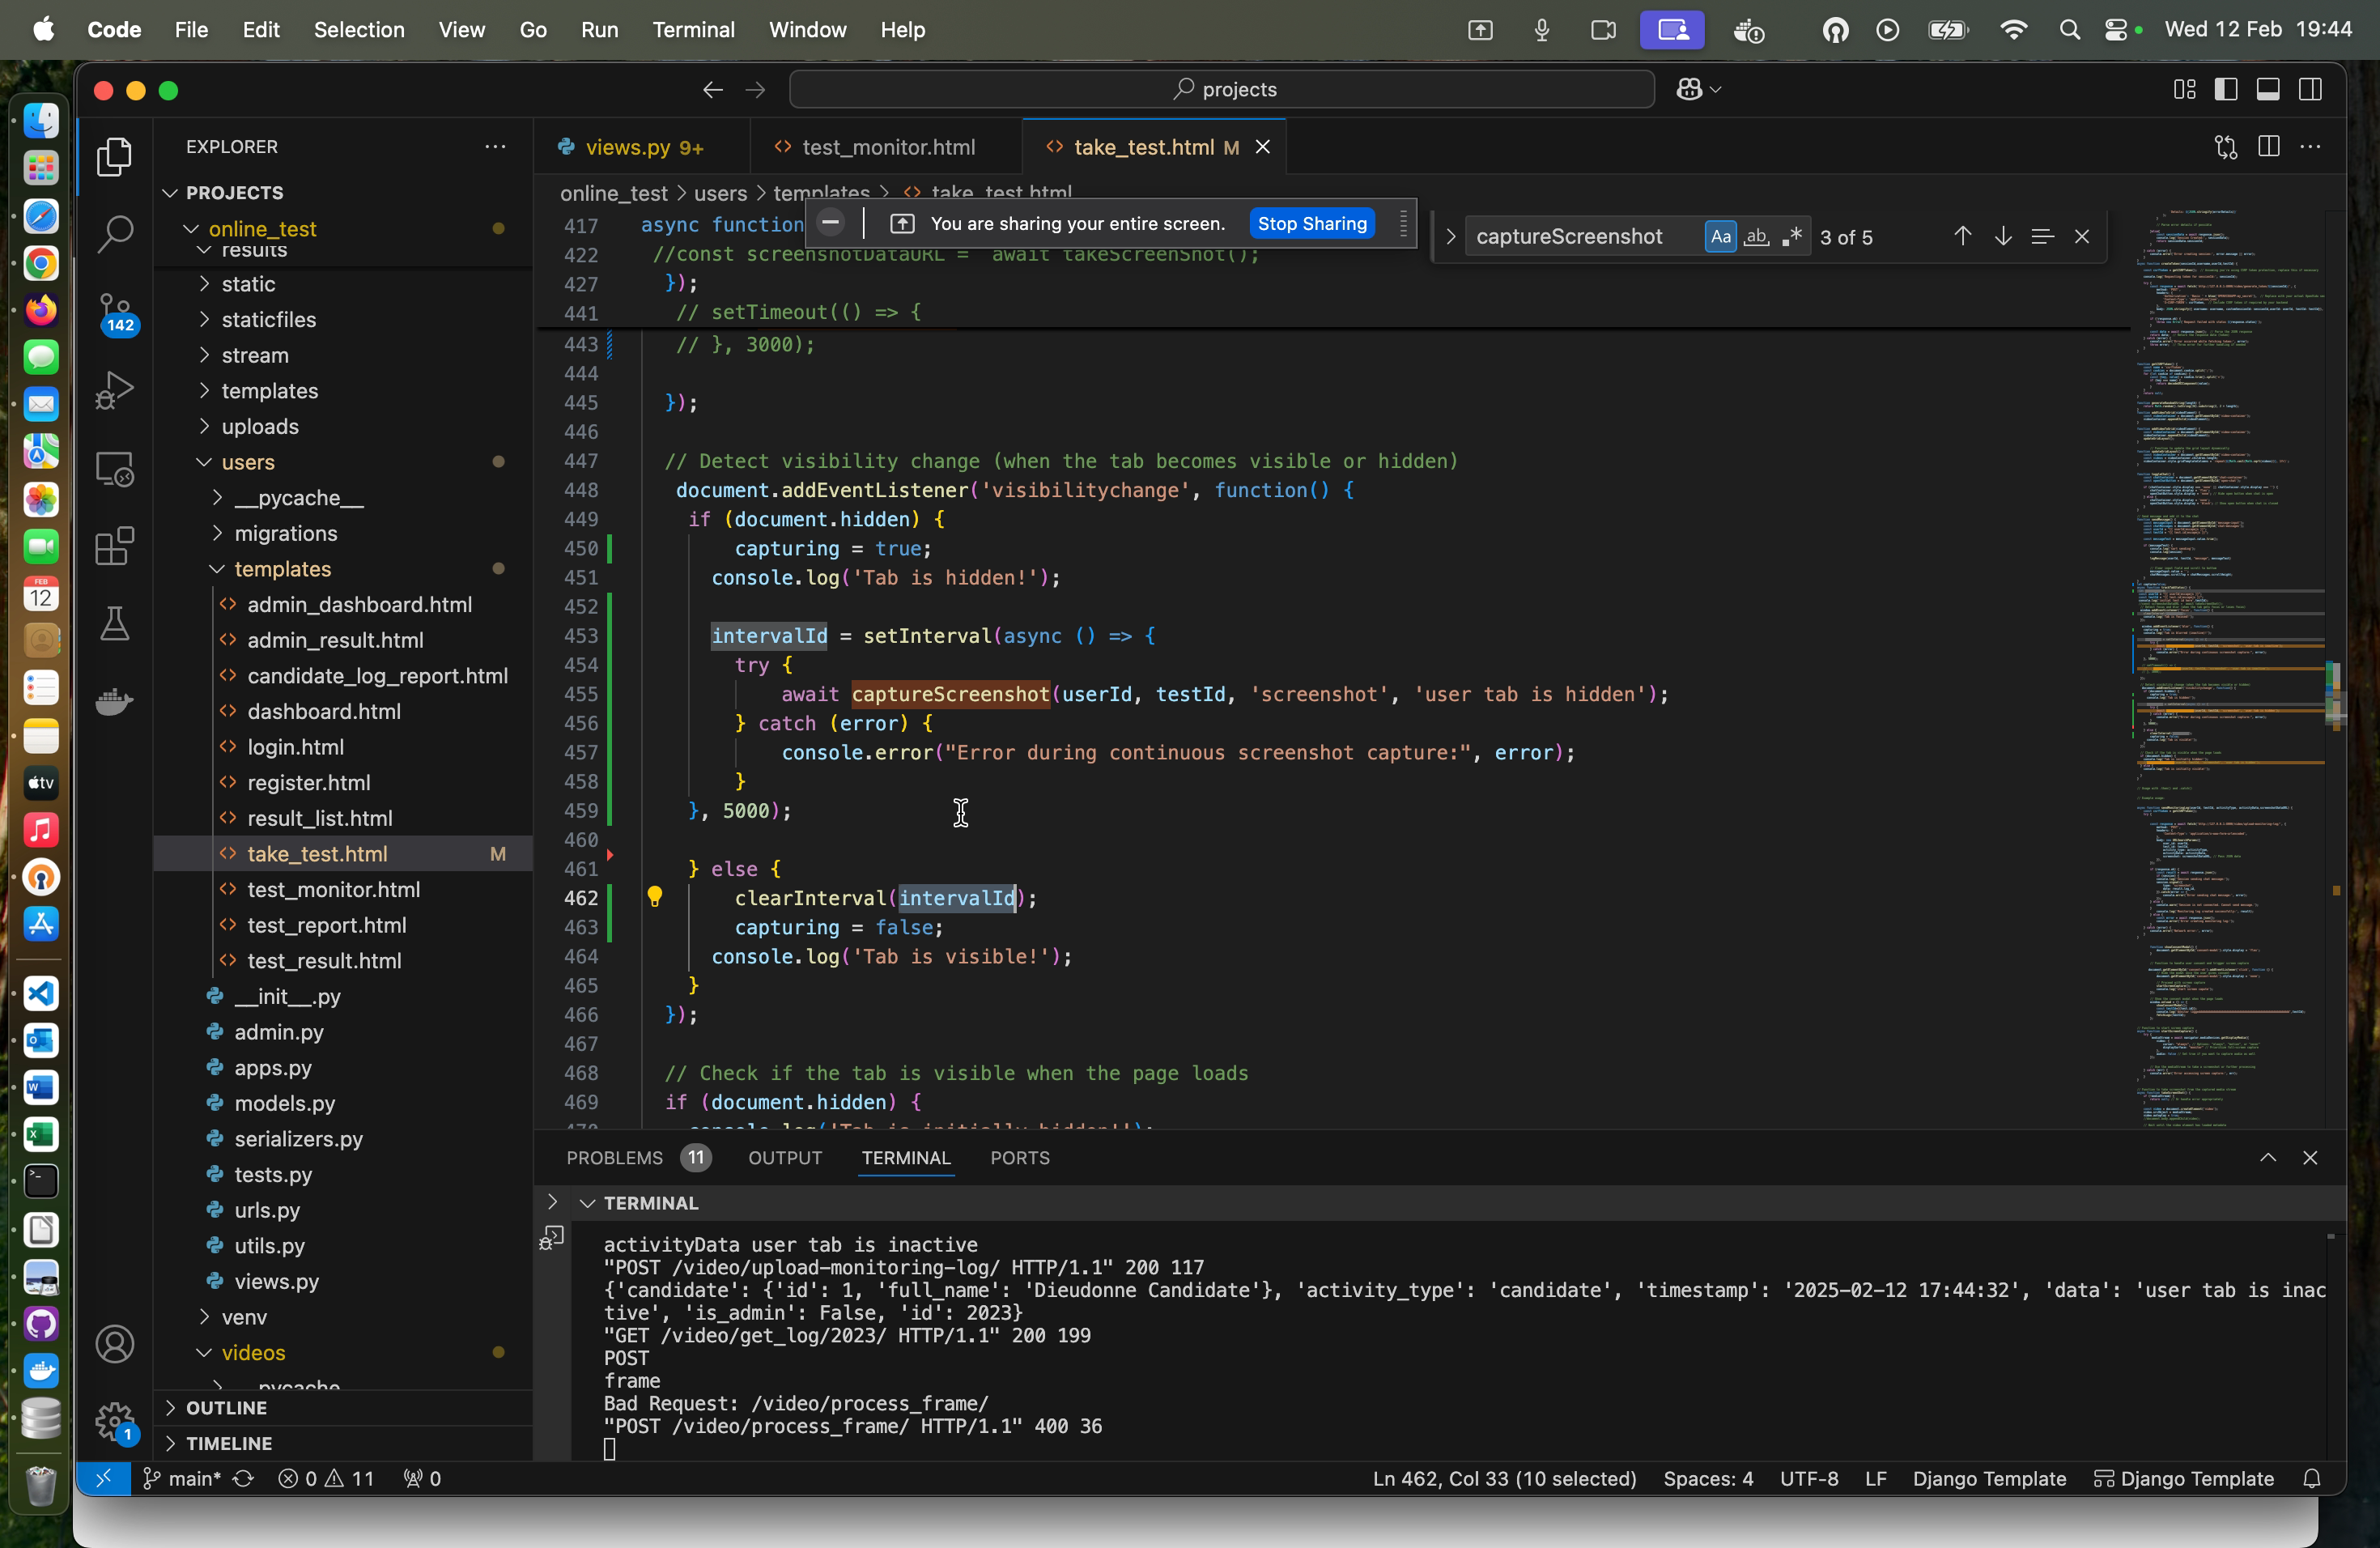 Code File Edit Selection View Go Run Terminal Window Help Wed 12 Feb 19:44
projects
EXPLORER
PROJECTS
online_test
results
static
staticfiles
stream
templates
uploads
users
__pycache__
migrations
templates
admin_dashboard.html
admin_result.html
candidate_log_report.html
dashboard.html
login.html
register.html
result_list.html
take_test.html M
test_monitor.html
test_report.html
test_result.html
__init__.py
admin.py
apps.py
models.py
serializers.py
tests.py
urls.py
utils.py
views.py
venv
videos
__pycache__
OUTLINE
TIMELINE
142
1
FEB
12
tv
views.py 9+ test_monitor.html take_test.html M
online_test > users > templates > take_test.html
You are sharing your entire screen. Stop Sharing
captureScreenshot Aa ab 3 of 5
417 async function
422 //const screenshotDataURL = await takeScreenShot();
427 });
441 // setTimeout(() => {
443 // }, 3000);
444
445 });
446
447 // Detect visibility change (when the tab becomes visible or hidden)
448 document.addEventListener('visibilitychange', function() {
449 if (document.hidden) {
450 capturing = true;
451 console.log('Tab is hidden!');
452
453 intervalId = setInterval(async () => {
454 try {
455 await captureScreenshot(userId, testId, 'screenshot', 'user tab is hidden');
456 } catch (error) {
457 console.error("Error during continuous screenshot capture:", error);
458 }
459 }, 5000);
460
461 } else {
462 clearInterval(intervalId);
463 capturing = false;
464 console.log('Tab is visible!');
465 }
466 });
467
468 // Check if the tab is visible when the page loads
469 if (document.hidden) {
470 console.log('Tab is initially hidden!');
PROBLEMS 11 OUTPUT TERMINAL PORTS
TERMINAL
activityData user tab is inactive
"POST /video/upload-monitoring-log/ HTTP/1.1" 200 117
{'candidate': {'id': 1, 'full_name': 'Dieudonne Candidate'}, 'activity_type': 'candidate', 'timestamp': '2025-02-12 17:44:32', 'data': 'user tab is inac
tive', 'is_admin': False, 'id': 2023}
"GET /video/get_log/2023/ HTTP/1.1" 200 199
POST
frame
Bad Request: /video/process_frame/
"POST /video/process_frame/ HTTP/1.1" 400 36
main* 0 11 0 Ln 462, Col 33 (10 selected) Spaces: 4 UTF-8 LF Django Template Django Template